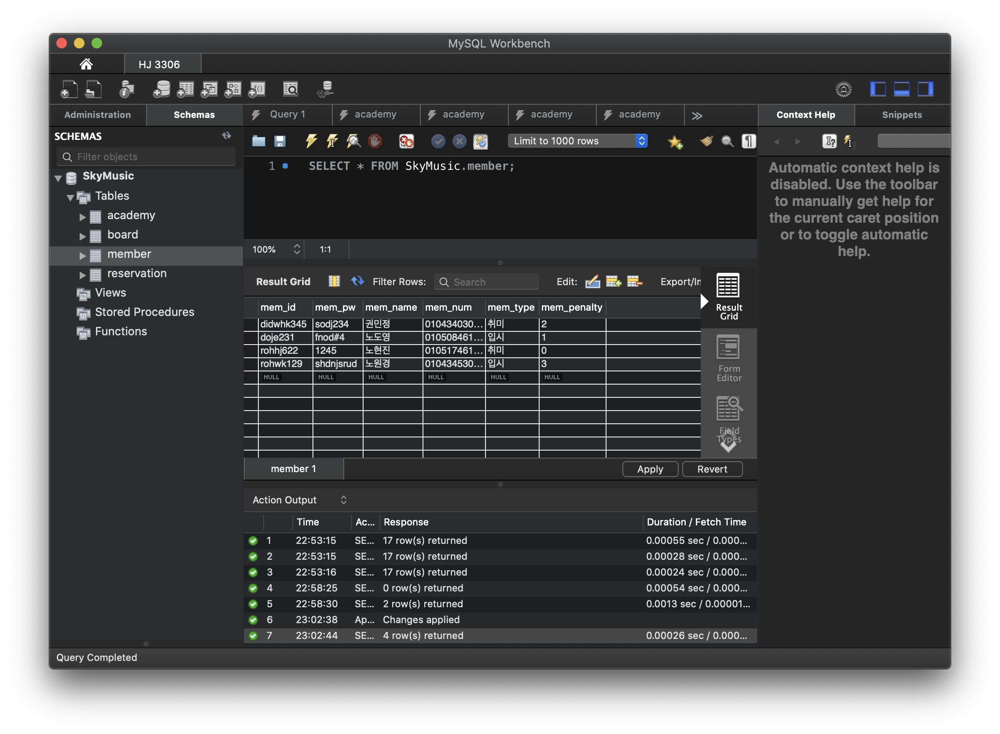 MySQL Workbench
HJ 3306
Administration
Schemas
Query 1
academy
academy
academy
academy
Context Help
Snippets
SCHEMAS
Filter objects
SkyMusic
Tables
academy
board
member
reservation
Views
Stored Procedures
Functions
Limit to 1000 rows
1 SELECT * FROM SkyMusic.member;
100% 1:1
Automatic context help is
disabled. Use the toolbar
to manually get help for
the current caret position
or to toggle automatic
help.
Result Grid Filter Rows: Search Edit: Export/In
mem_id mem_pw mem_name mem_num mem_type mem_penalty
didwhk345 sodj234 권민정 010434030... 취미 2
doje231 fnod#4 노도영 010508461... 입시 1
rohhj622 1245 노현진 010517461... 취미 0
rohwk129 shdnjsrud 노원경 010434530... 입시 3
NULL NULL NULL NULL NULL NULL
Result
Grid
Form
Editor
Field
Types
member 1
Apply
Revert
Action Output
Time Ac... Response Duration / Fetch Time
1 22:53:15 SE... 17 row(s) returned 0.00055 sec / 0.000...
2 22:53:15 SE... 17 row(s) returned 0.00028 sec / 0.000...
3 22:53:16 SE... 17 row(s) returned 0.00024 sec / 0.000...
4 22:58:25 SE... 0 row(s) returned 0.00054 sec / 0.000...
5 22:58:30 SE... 2 row(s) returned 0.0013 sec / 0.00001...
6 23:02:38 Ap... Changes applied
7 23:02:44 SE... 4 row(s) returned 0.00026 sec / 0.000...
Query Completed